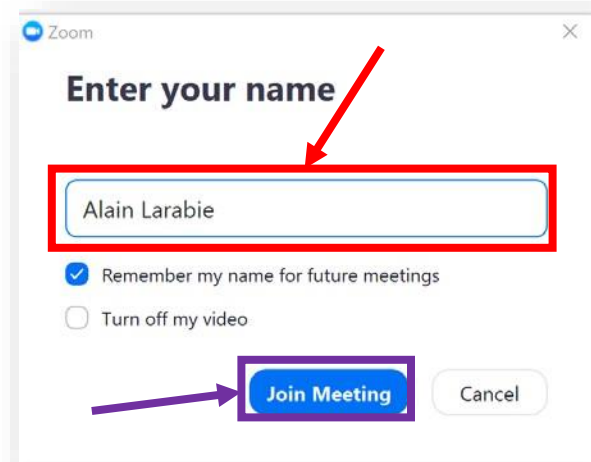 Zoom
Enter your name
Alain Larabie
Remember my name for future meetings
Turn off my video
Join Meeting
Cancel